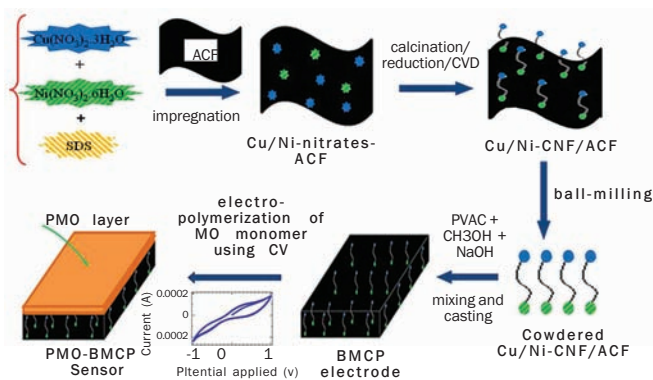 Cu(NO3)2.3H2O
+
Ni(NO3)2.6H2O
+
SDS
impregnation
ACF
Cu/Ni-nitrates-
ACF
calcination/
reduction/CVD
Cu/Ni-CNF/ACF
ball-milling
Cowdered
Cu/Ni-CNF/ACF
PVAC +
CH3OH +
NaOH
mixing and
casting
BMCP
electrode
electro-
polymerization of
MO monomer
using CV
Current (A)
0.0002
0
0.0002
-1 0 1
Pltential applied (v)
PMO layer
PMO-BMCP
Sensor